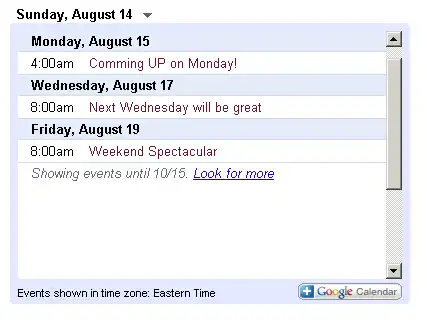 Sunday, August 14
Monday, August 15
4:00am Comming UP on Monday!
Wednesday, August 17
8:00am Next Wednesday will be great
Friday, August 19
8:00am Weekend Spectacular
Showing events until 10/15. Look for more
Events shown in time zone: Eastern Time
Google Calendar